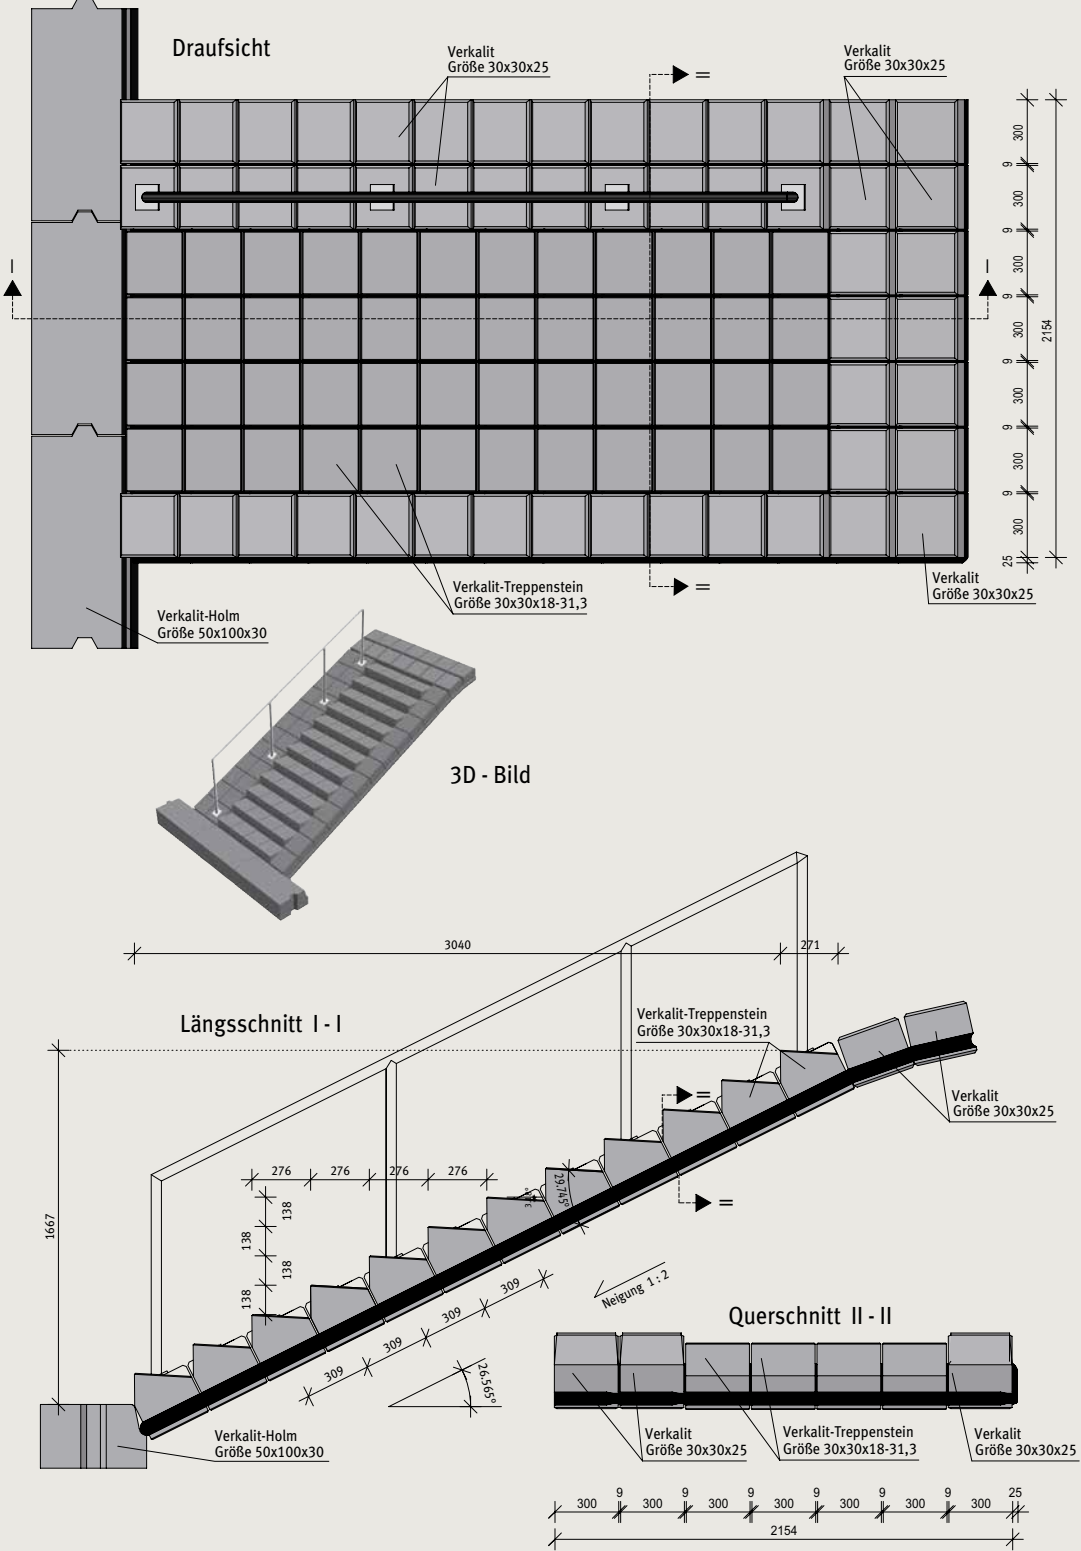 Draufsicht
Verkalit
Größe 30x30x25
Verkalit
Größe 30x30x25
=
I
I
300
9
300
9
300
9
300
9
300
9
300
9
300
25
2154
Verkalit-Treppenstein
Größe 30x30x18-31,3
=
Verkalit
Größe 30x30x25
Verkalit-Holm
Größe 50x100x30
3D - Bild
3040
271
Längsschnitt I - I
Verkalit-Treppenstein
Größe 30x30x18-31,3
=
Verkalit
Größe 30x30x25
276
276
276
276
138
138
138
138
1667
29,745°
=
309
309
309
309
Neigung 1:2
26,565°
Verkalit-Holm
Größe 50x100x30
Querschnitt II - II
Verkalit
Größe 30x30x25
Verkalit-Treppenstein
Größe 30x30x18-31,3
Verkalit
Größe 30x30x25
9 9 9 9 9 9 25
300 300 300 300 300 300 300
2154